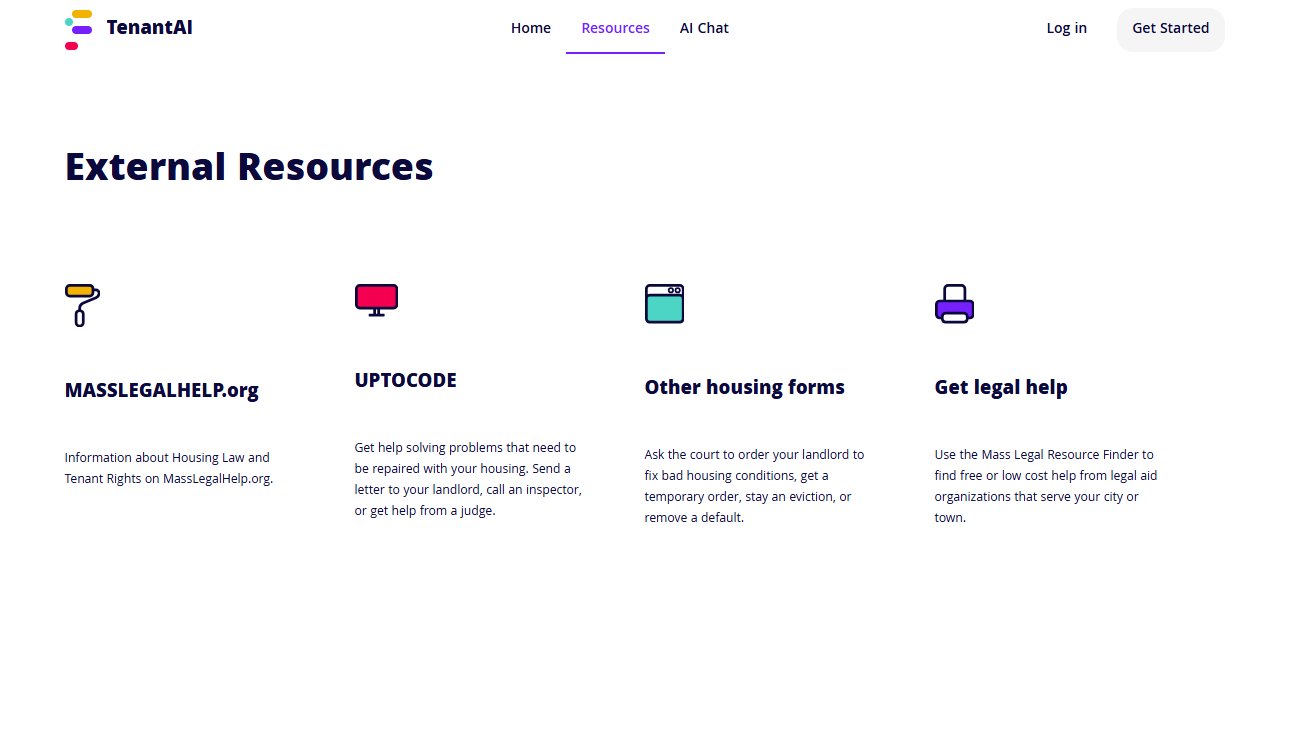 TenantAI
Home
Resources
AI Chat
Log in
Get Started
External Resources
MASSLEGALHELP.org
Information about Housing Law and
Tenant Rights on MassLegalHelp.org.
UPTOCODE
Get help solving problems that need to
be repaired with your housing. Send a
letter to your landlord, call an inspector,
or get help from a judge.
Other housing forms
Ask the court to order your landlord to
fix bad housing conditions, get a
temporary order, stay an eviction, or
remove a default.
Get legal help
Use the Mass Legal Resource Finder to
find free or low cost help from legal aid
organizations that serve your city or
town.